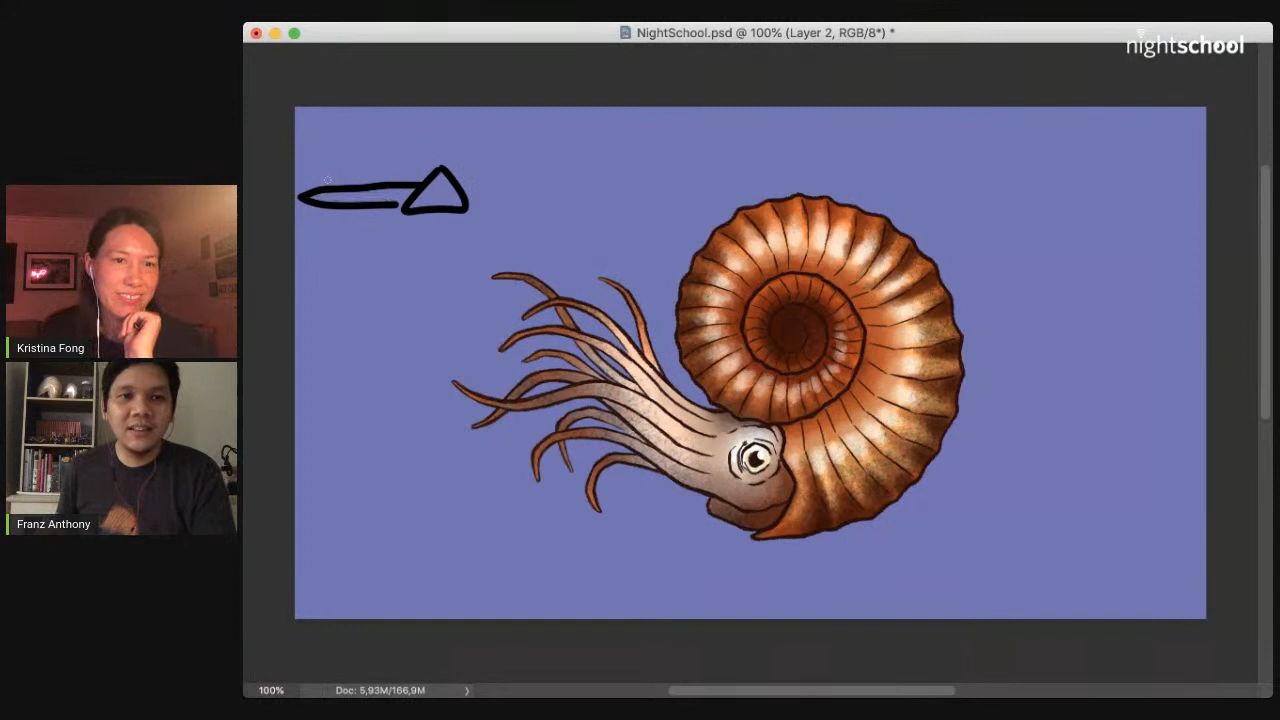 NightSchool.psd @ 100% (Layer 2, RGB/8*) *
nightschool
Kristina Fong
Franz Anthony
100%
Doc: 5,93M/166,9M